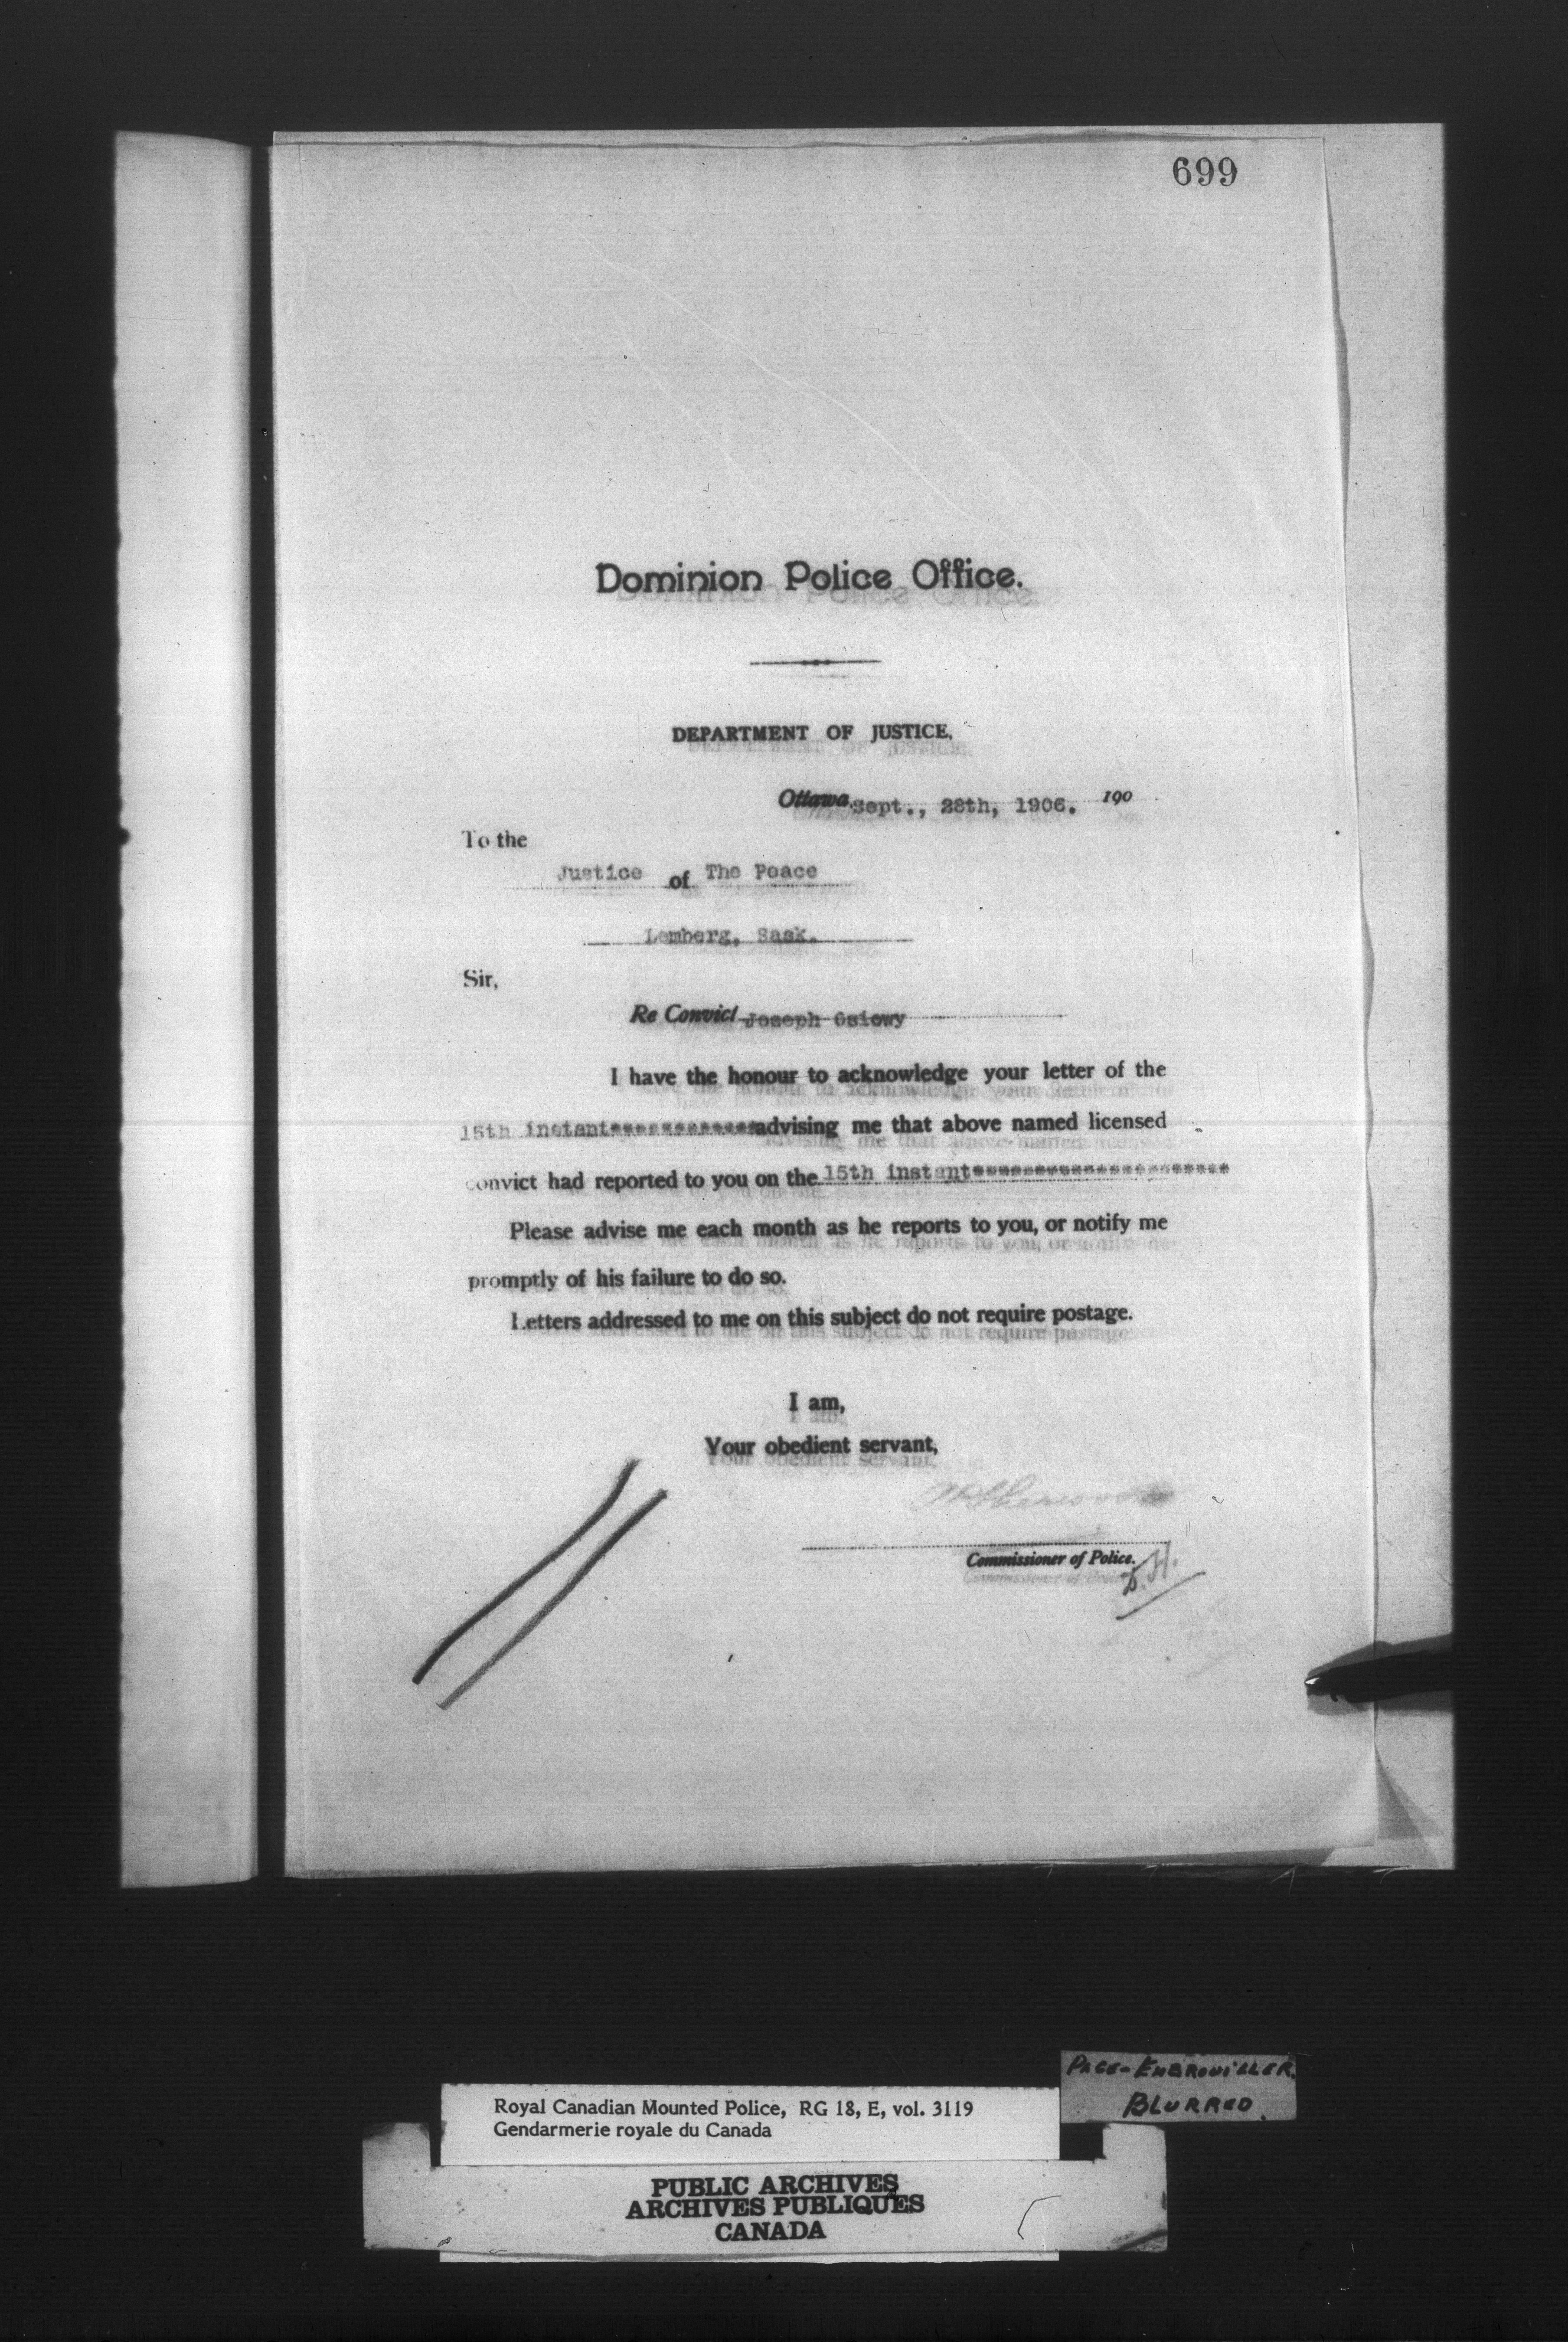 699
Dominion Police Office.
DEPARTMENT OF JUSTICE,
Ottawa, Sept., 28th, 1906. 190
To the
Justice of The Peace
Lemberg, Sask.
Sir,
Re Convict Joseph Osiowy
I have the honour to acknowledge your letter of the
15th instant************advising me that above named licensed
convict had reported to you on the 15th instant***********************
Please advise me each month as he reports to you, or notify me
promptly of his failure to do so.
Letters addressed to me on this subject do not require postage.
I am,
Your obedient servant,
Commissioner of Police.
D.H.
PAGE-EMBROUILLER.
BLURRED.
Royal Canadian Mounted Police, RG 18, E, vol. 3119
Gendarmerie royale du Canada
PUBLIC ARCHIVES
ARCHIVES PUBLIQUES
CANADA